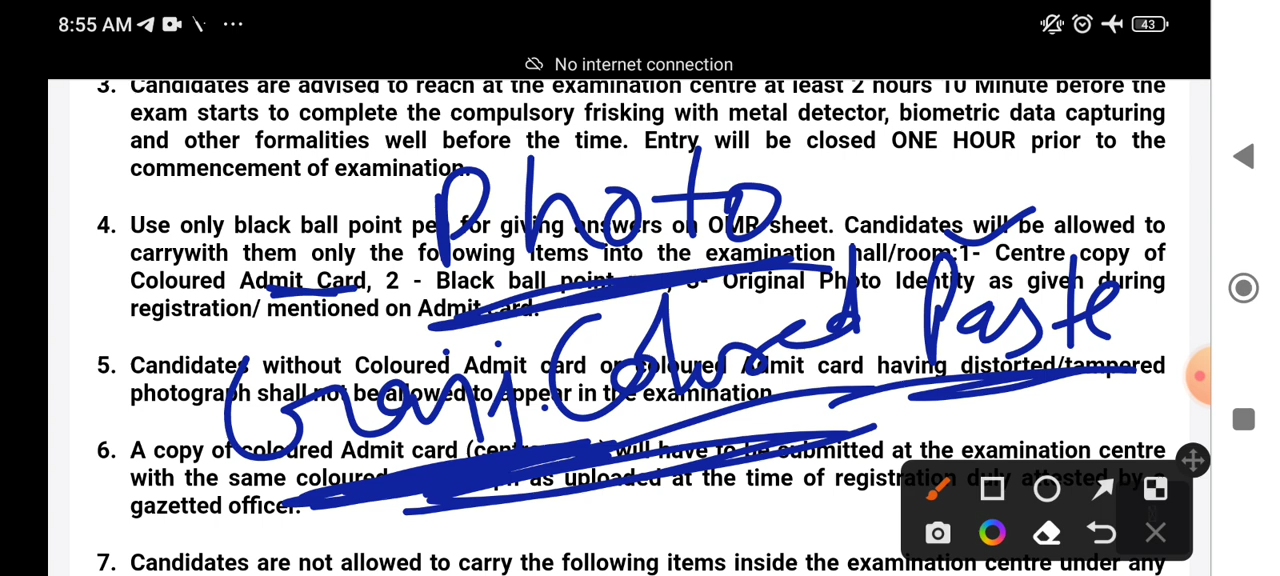 8:55 AM
43
No internet connection
3. Candidates are advised to reach at the examination centre at least 2 hours 10 Minute before the
exam starts to complete the compulsory frisking with metal detector, biometric data capturing
and other formalities well before the time. Entry will be closed ONE HOUR prior to the
commencement of examination.
Photo
4. Use only black ball point pen for giving answers on OMR sheet. Candidates will be allowed to
carrywith them only the following items into the examination hall/room:1- Centre copy of
Coloured Admit Card, 2 - Black ball point 3- Original Photo Identity as given during
registration/ mentioned on Admit Card.
Colored Paste
5. Candidates without Coloured Admit card or coloured Admit card having distorted/tampered
photograph shall not be allowed to appear in the examination.
6. A copy of coloured Admit card will have to be submitted at the examination centre
with the same coloured as uploaded at the time of registration duly attested by a
gazetted officer.
7. Candidates are not allowed to carry the following items inside the examination centre under any